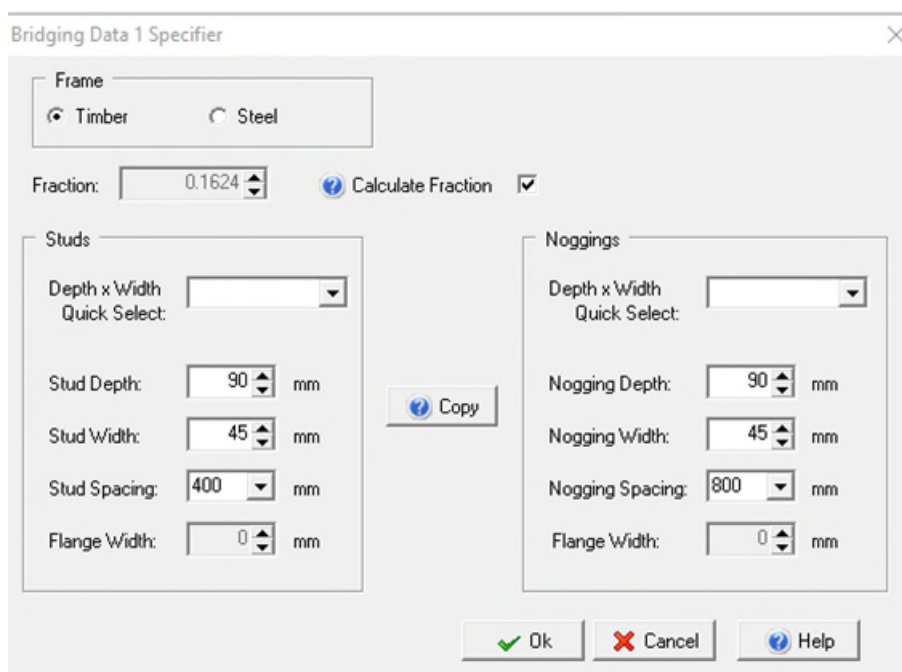 Bridging Data 1 Specifier
Frame
Timber Steel
Fraction: 0.1624 Calculate Fraction
Studs
Depth x Width
Quick Select:
Stud Depth: 90 mm
Stud Width: 45 mm
Stud Spacing: 400 mm
Flange Width: 0 mm
Copy
Noggings
Depth x Width
Quick Select:
Nogging Depth: 90 mm
Nogging Width: 45 mm
Nogging Spacing: 800 mm
Flange Width: 0 mm
Ok Cancel Help